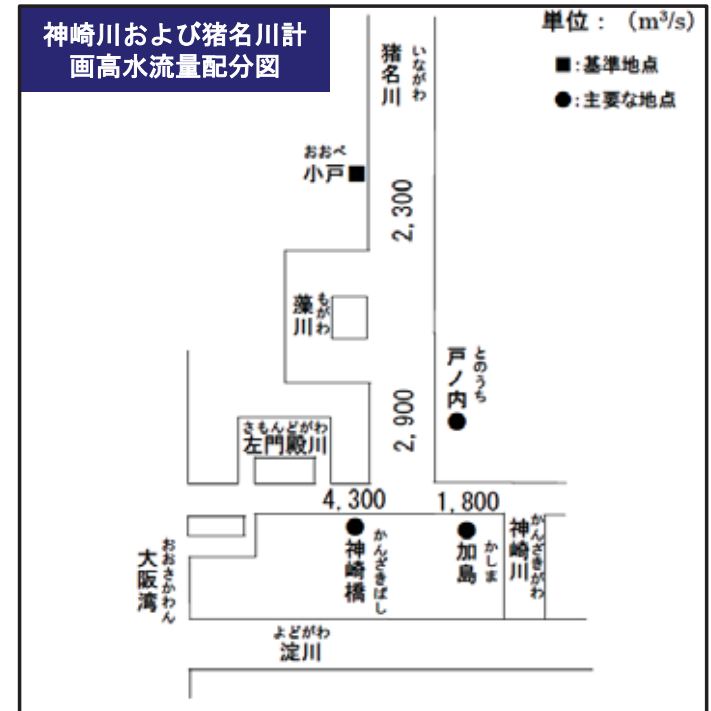 神崎川および猪名川計
画高水流量配分図
単位：（m³/s）
■:基準地点
●:主要な地点
猪名川
いながわ
おおべ
小戸■
2,300
藻川
もがわ
戸ノ内●
とのうち
2,900
さもんどがわ
左門殿川
4,300
1,800
●神崎橋
かんざきばし
●加島
かしま
神崎川
かんざきがわ
大阪湾
おおさかわん
よどがわ
淀川